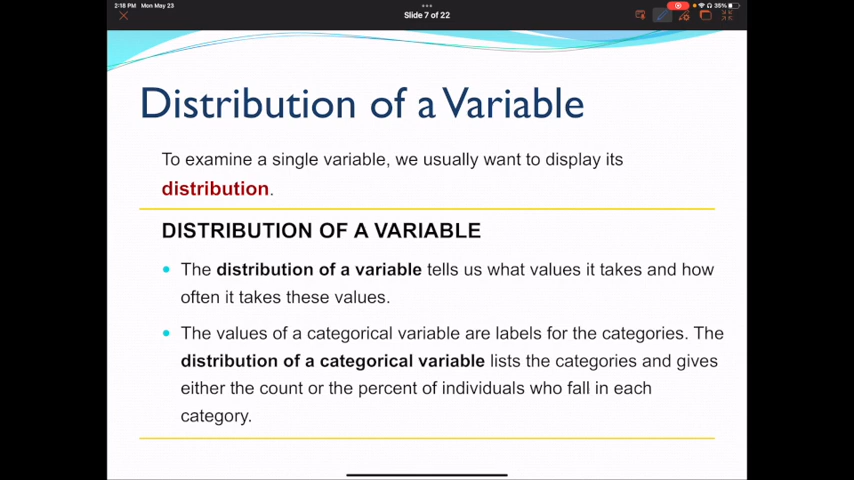 2:18 PM Mon May 23
35%
Slide 7 of 22
Distribution of a Variable
To examine a single variable, we usually want to display its
distribution.
DISTRIBUTION OF A VARIABLE
• The distribution of a variable tells us what values it takes and how
often it takes these values.
• The values of a categorical variable are labels for the categories. The
distribution of a categorical variable lists the categories and gives
either the count or the percent of individuals who fall in each
category.